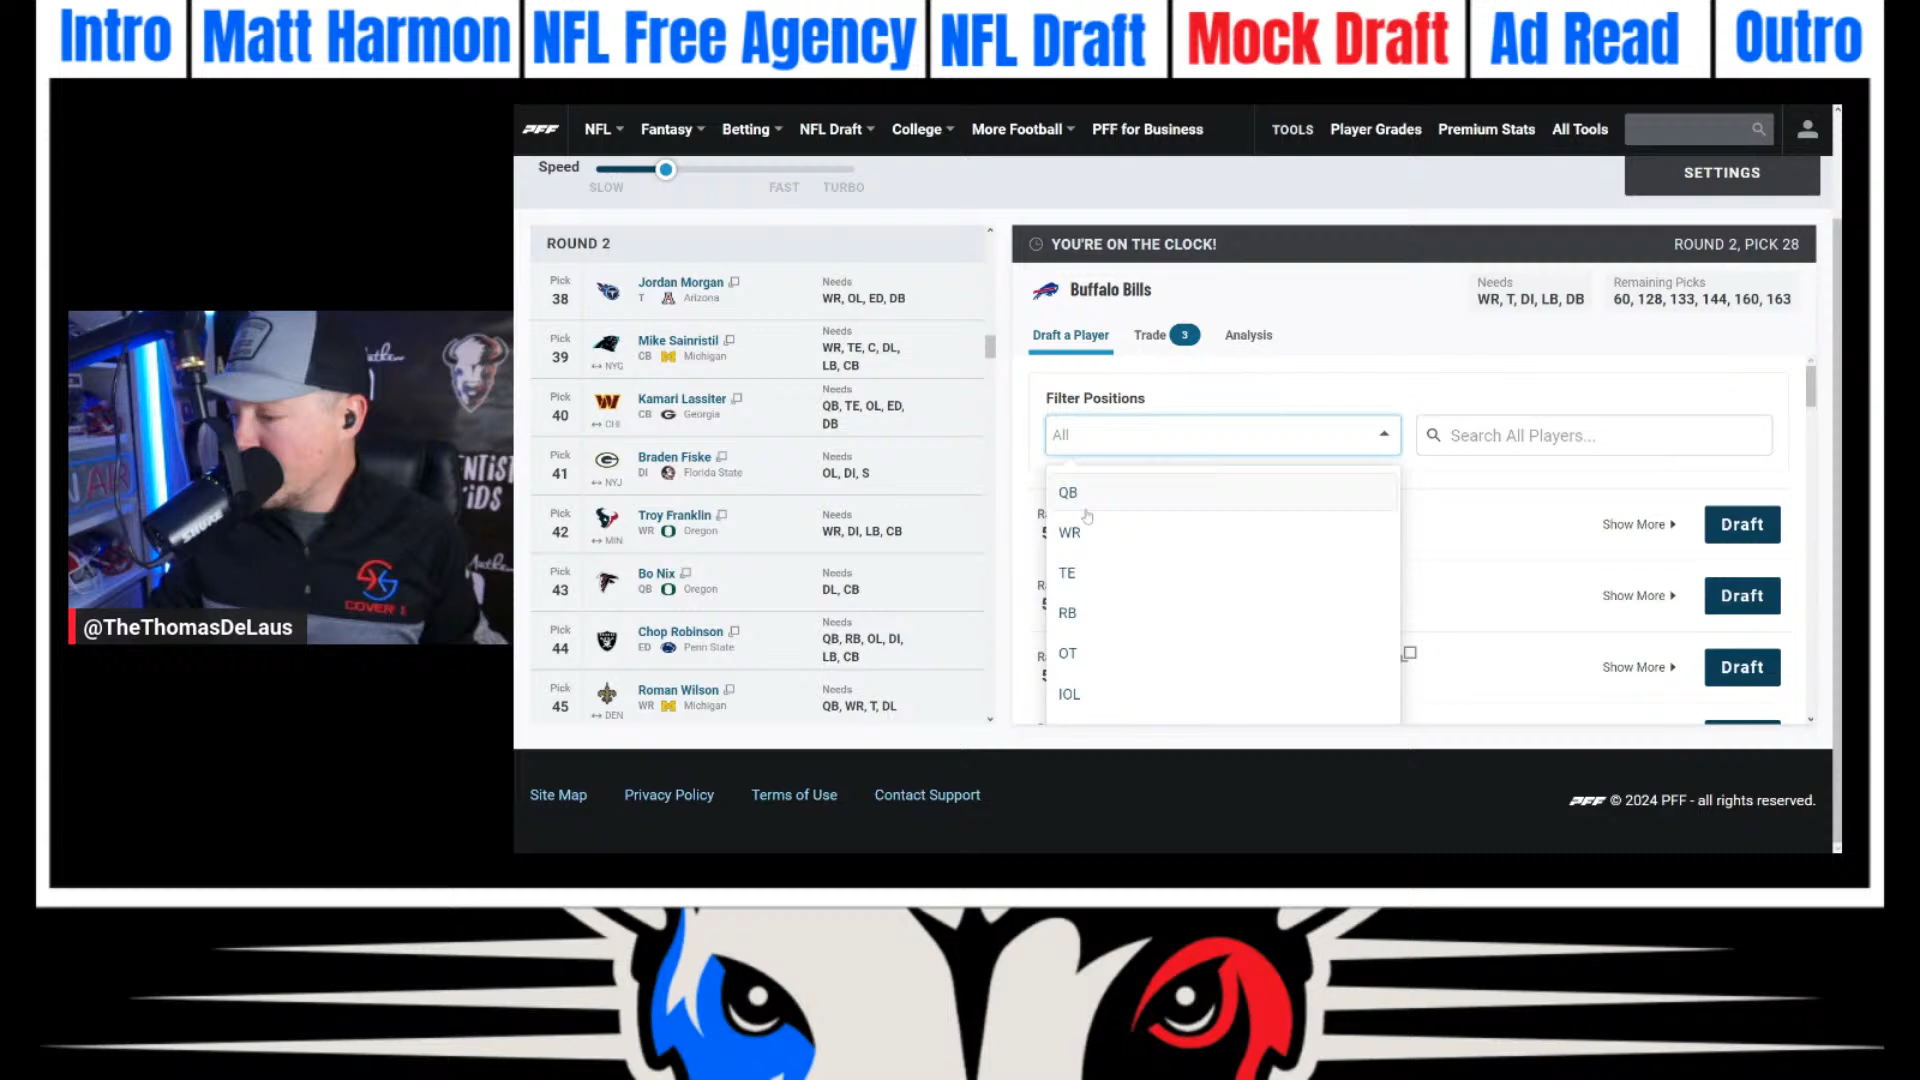 Intro
Matt Harmon
NFL Free Agency
NFL Draft
Mock Draft
Ad Read
Outro
PFF
NFL
Fantasy
Betting
NFL Draft
College
More Football
PFF for Business
TOOLS
Player Grades
Premium Stats
All Tools
Speed
SLOW
FAST
TURBO
SETTINGS
ROUND 2
Pick
38
Jordan Morgan
T Arizona
Needs
WR, OL, ED, DB
Pick
39
↔ NYG
Mike Sainristil
CB Michigan
Needs
WR, TE, C, DL,
LB, CB
Pick
40
↔ CHI
Kamari Lassiter
CB Georgia
Needs
QB, TE, OL, ED,
DB
Pick
41
↔ NYJ
Braden Fiske
DI Florida State
Needs
OL, DI, S
Pick
42
↔ MIN
Troy Franklin
WR Oregon
Needs
WR, DI, LB, CB
Pick
43
Bo Nix
QB Oregon
Needs
DL, CB
Pick
44
Chop Robinson
ED Penn State
Needs
QB, RB, OL, DI,
LB, CB
Pick
45
↔ DEN
Roman Wilson
WR Michigan
Needs
QB, WR, T, DL
YOU'RE ON THE CLOCK!
ROUND 2, PICK 28
Buffalo Bills
Needs
WR, T, DI, LB, DB
Remaining Picks
60, 128, 133, 144, 160, 163
Draft a Player
Trade 3
Analysis
Filter Positions
All
Search All Players...
QB
WR
TE
RB
OT
IOL
Show More
Draft
Show More
Draft
Show More
Draft
Site Map
Privacy Policy
Terms of Use
Contact Support
PFF © 2024 PFF - all rights reserved.
COVER 1
SHURE
@TheThomasDeLaus